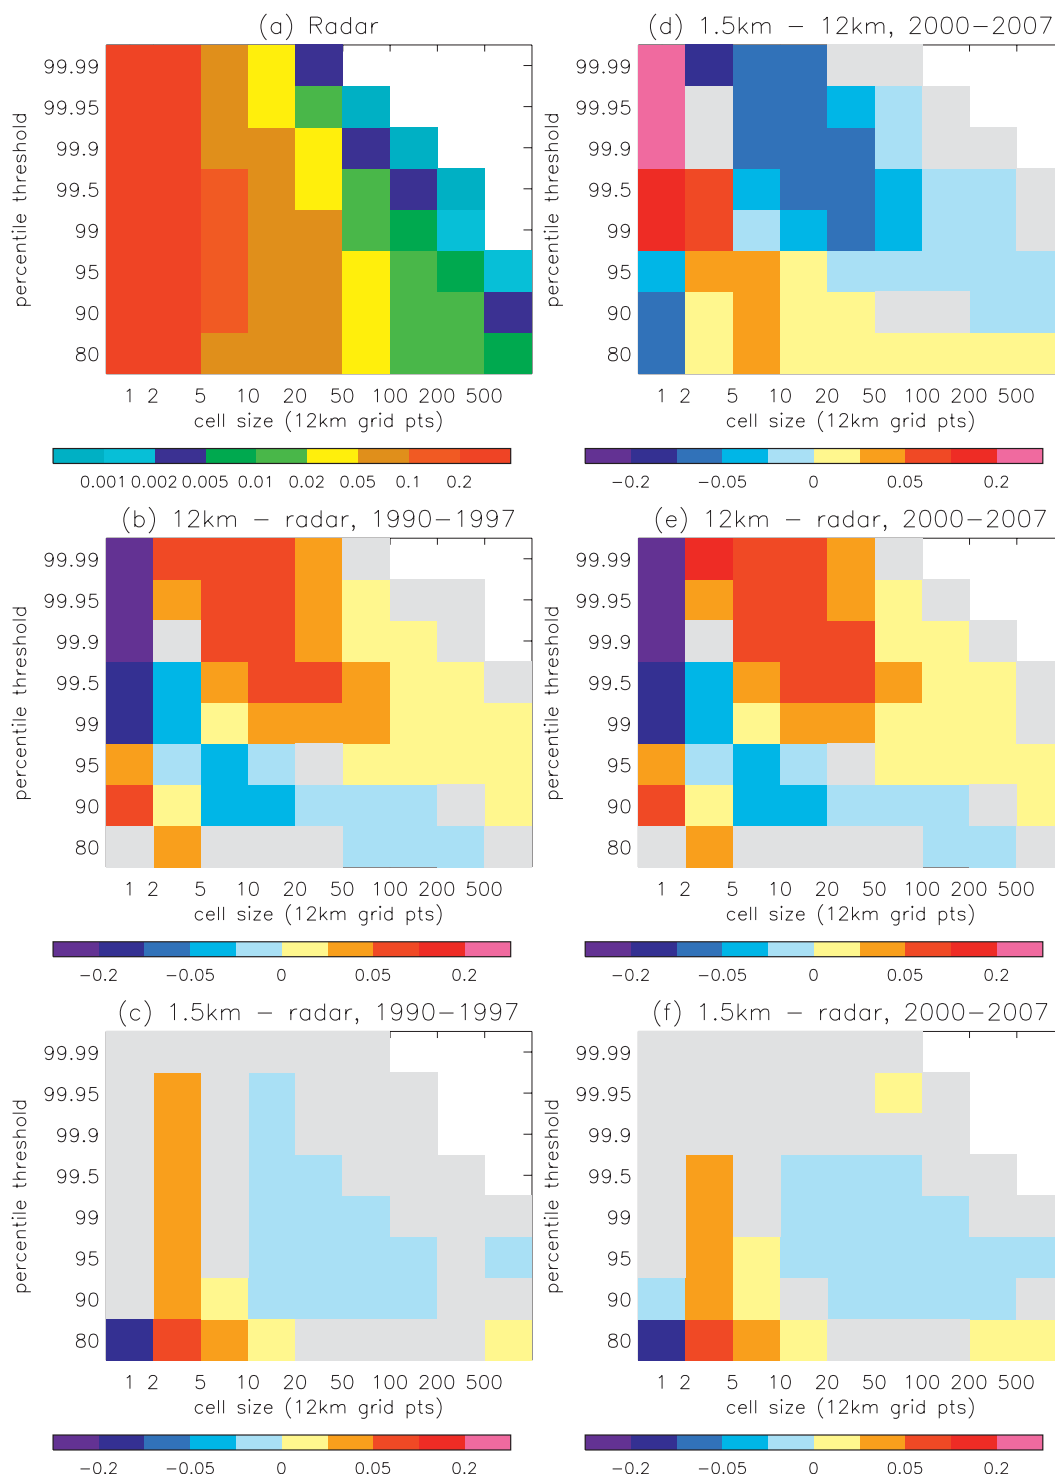 (a) Radar
percentile threshold
99.99
99.95
99.9
99.5
99
95
90
80
1 2 5 10 20 50 100 200 500
cell size (12km grid pts)
0.001 0.002 0.005 0.01 0.02 0.05 0.1 0.2
(d) 1.5km − 12km, 2000−2007
percentile threshold
99.99
99.95
99.9
99.5
99
95
90
80
1 2 5 10 20 50 100 200 500
cell size (12km grid pts)
−0.2 −0.05 0 0.05 0.2
(b) 12km − radar, 1990−1997
percentile threshold
99.99
99.95
99.9
99.5
99
95
90
80
1 2 5 10 20 50 100 200 500
cell size (12km grid pts)
−0.2 −0.05 0 0.05 0.2
(e) 12km − radar, 2000−2007
percentile threshold
99.99
99.95
99.9
99.5
99
95
90
80
1 2 5 10 20 50 100 200 500
cell size (12km grid pts)
−0.2 −0.05 0 0.05 0.2
(c) 1.5km − radar, 1990−1997
percentile threshold
99.99
99.95
99.9
99.5
99
95
90
80
1 2 5 10 20 50 100 200 500
cell size (12km grid pts)
−0.2 −0.05 0 0.05 0.2
(f) 1.5km − radar, 2000−2007
percentile threshold
99.99
99.95
99.9
99.5
99
95
90
80
1 2 5 10 20 50 100 200 500
cell size (12km grid pts)
−0.2 −0.05 0 0.05 0.2